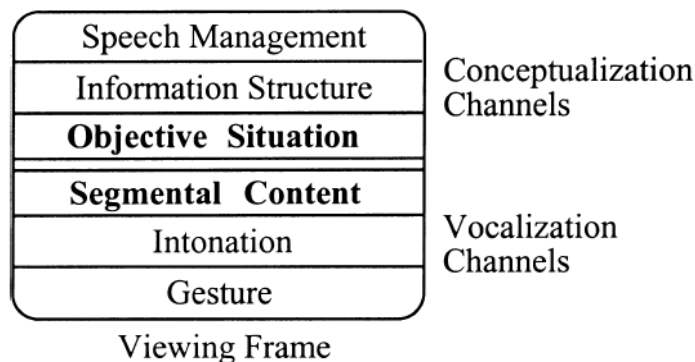 Speech Management
Information Structure
Objective Situation
Segmental Content
Intonation
Gesture
Conceptualization
Channels
Vocalization
Channels
Viewing Frame